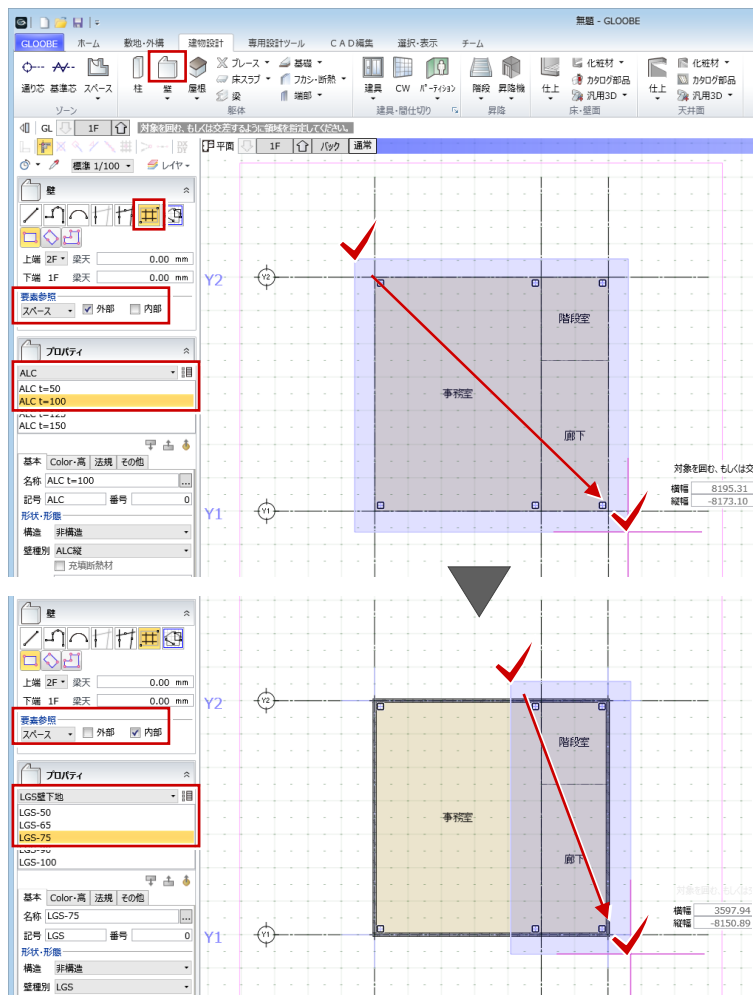 無題 - GLOOBE
GLOOBE ホーム 敷地・外構 建物設計 専用設計ツール CAD編集 選択・表示 チーム
ブレース 基礎 化粧材 化粧材
床スラブ フカシ・断熱 カタログ部品 カタログ部品
通り芯 基準芯 スペース 柱 壁 屋根 梁 端部 建具 CW パーテイション 階段 昇降機 仕上 汎用3D 仕上 汎用3D
ゾーン 躯体 建具・間仕切り 昇降 床・壁面 天井面
GL 1F 対象を囲む、もしくは交差するように領域を指定してください。
平面 1F バック 通常
標準 1/100 レイヤ
壁
上端 2F 梁天 0.00 mm
下端 1F 梁天 0.00 mm
要素参照
スペース 外部 内部
プロパティ
ALC
ALC t=50
ALC t=100
ALC t=125
ALC t=150
基本 Color・高 法規 その他
名称 ALC t=100 ...
記号 ALC 番号 0
形状・形態
構造 非構造
壁種別 ALC縦
充填断熱材
Y2 Y2
階段室
事務室
廊下
Y1 Y1
対象を囲む、もしくは交
横幅 8195.31
縦幅 -8173.10
壁
上端 2F 梁天 0.00 mm
下端 1F 梁天 0.00 mm
要素参照
スペース 外部 内部
プロパティ
LGS壁下地
LGS-50
LGS-65
LGS-75
LGS-90
LGS-100
基本 Color・高 法規 その他
名称 LGS-75 ...
記号 LGS 番号 0
形状・形態
構造 非構造
壁種別 LGS
Y2 Y2
階段室
事務室
廊下
Y1 Y1
対象を囲む、もしくは
横幅 3597.94
縦幅 -8150.89